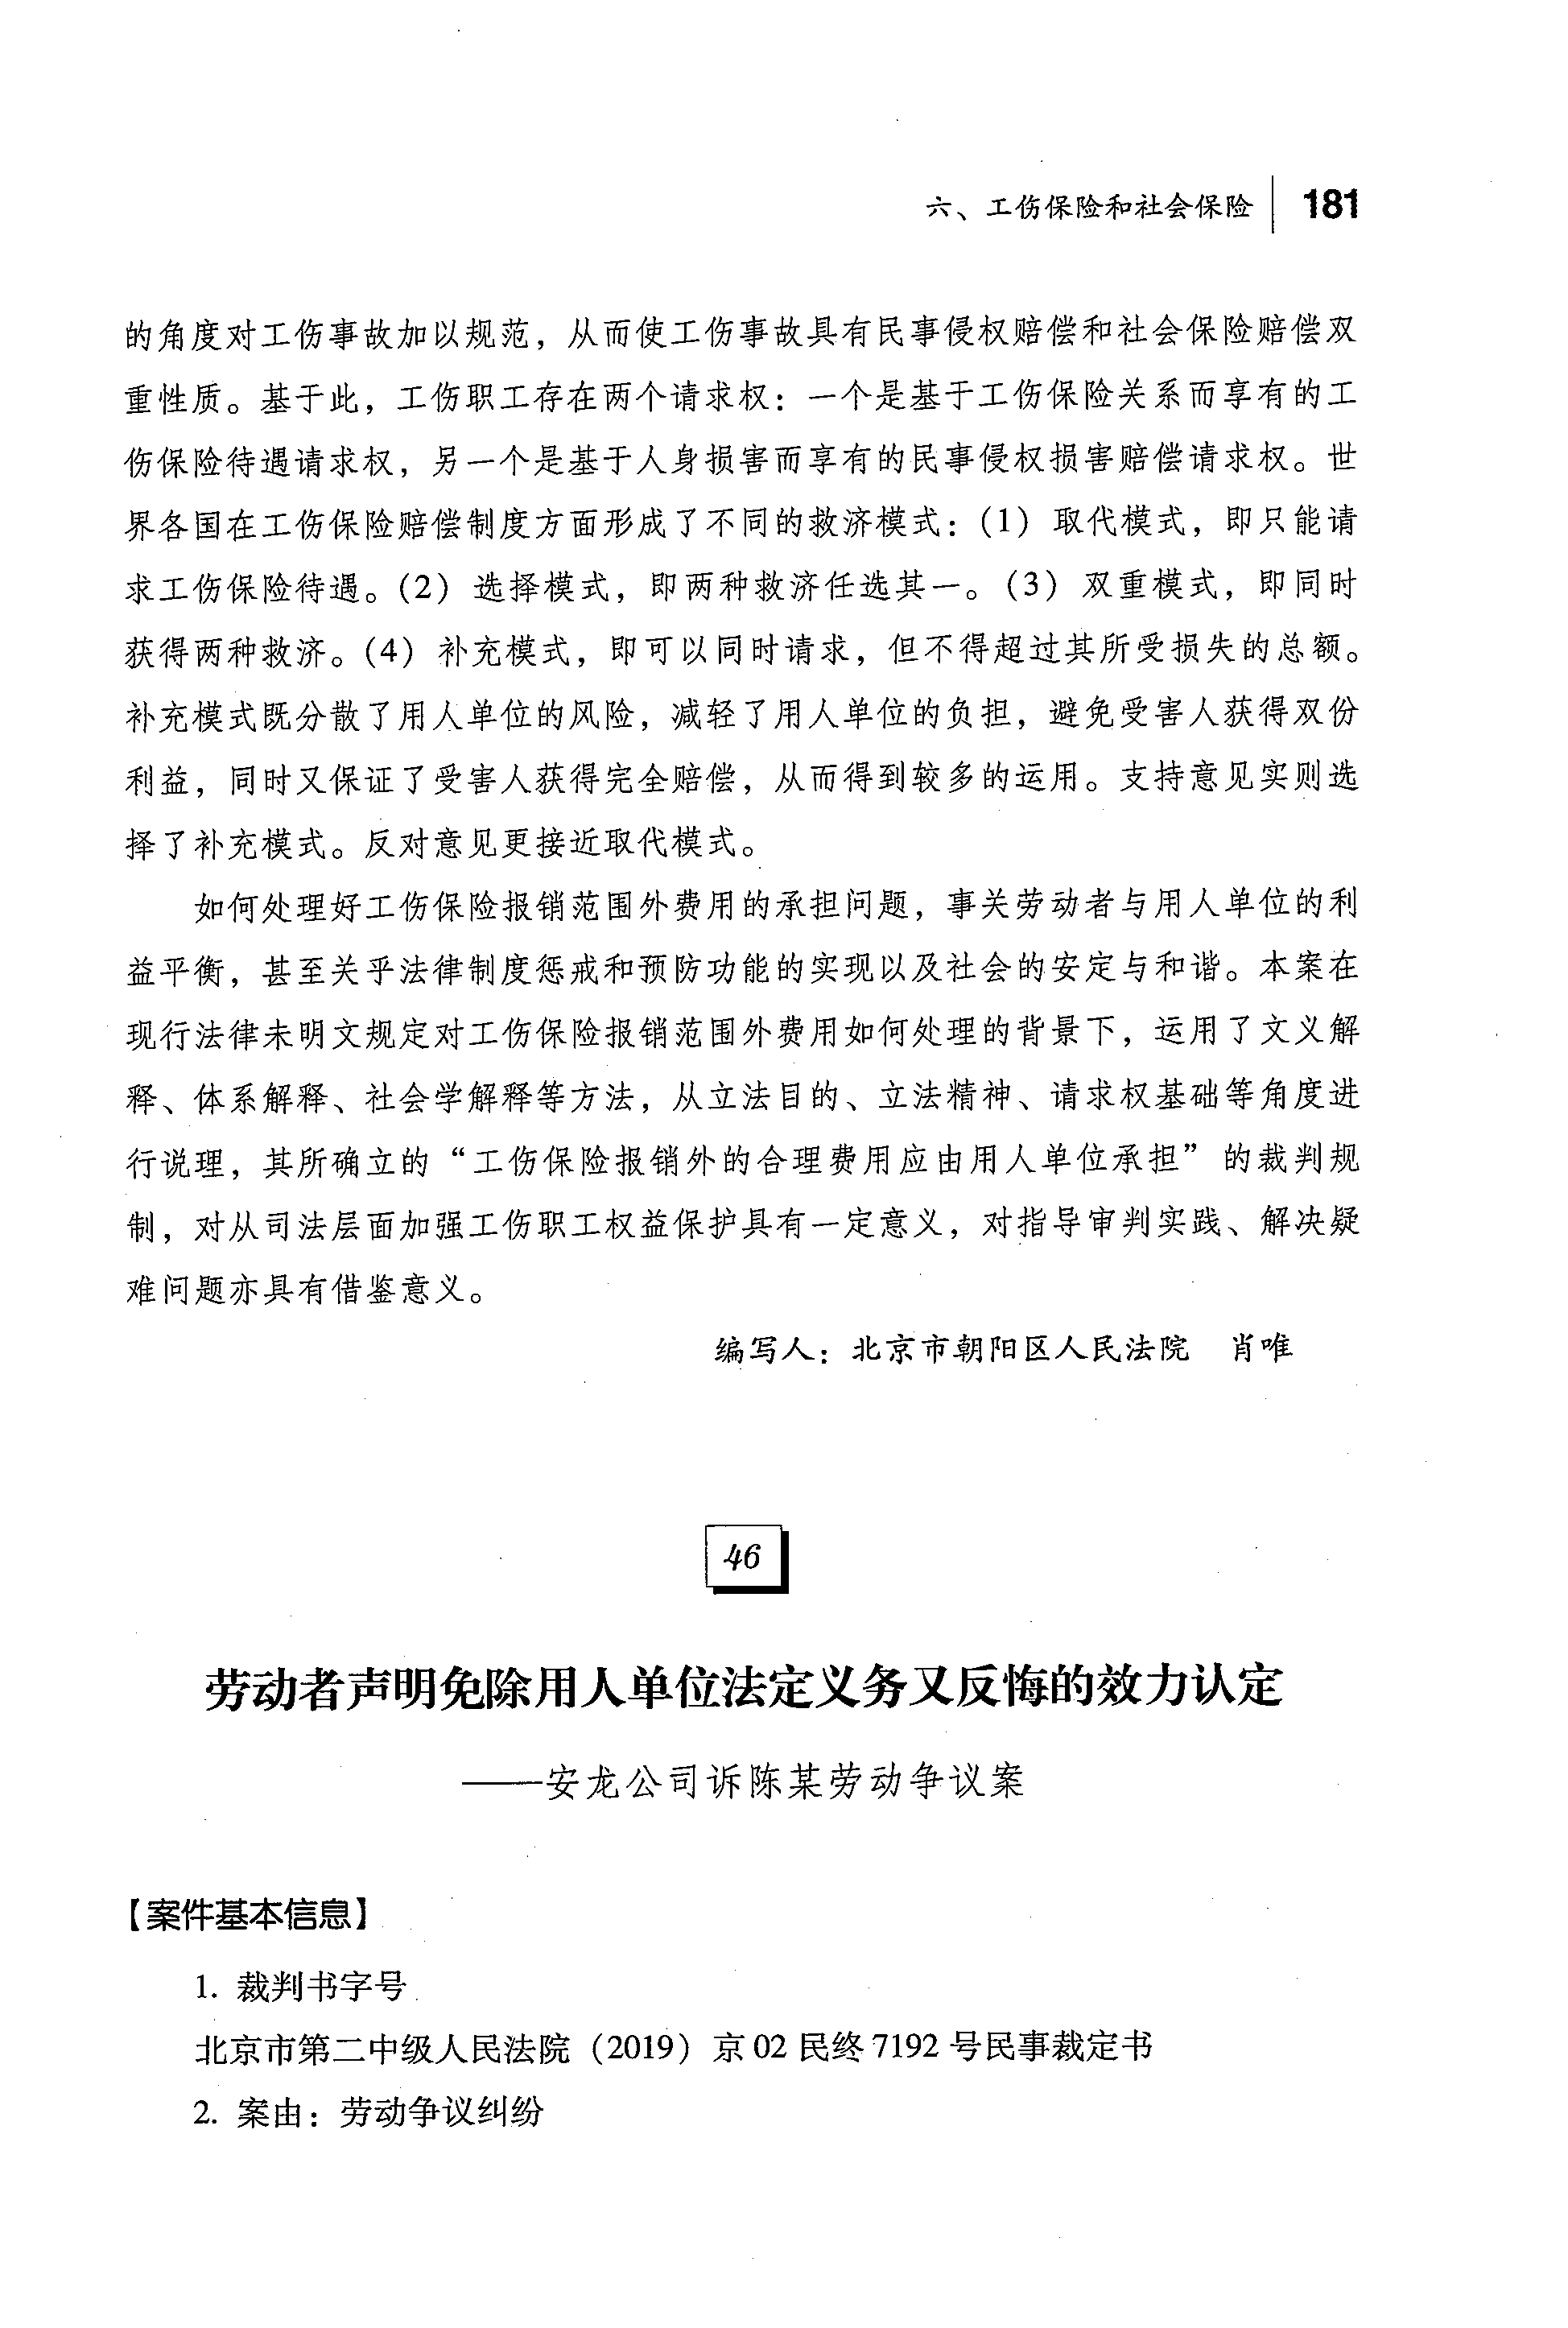 六、工伤保险和社会保险 181
的角度对工伤事故加以规范，从而使工伤事故具有民事侵权赔偿和社会保险赔偿双
重性质。基于此，工伤职工存在两个请求权：一个是基于工伤保险关系而享有的工
伤保险待遇请求权，另一个是基于人身损害而享有的民事侵权损害赔偿请求权。世
界各国在工伤保险赔偿制度方面形成了不同的救济模式：（1）取代模式，即只能请
求工伤保险待遇。（2）选择模式，即两种救济任选其一。（3）双重模式，即同时
获得两种救济。（4）补充模式，即可以同时请求，但不得超过其所受损失的总额。
补充模式既分散了用人单位的风险，减轻了用人单位的负担，避免受害人获得双份
利益，同时又保证了受害人获得完全赔偿，从而得到较多的运用。支持意见实则选
择了补充模式。反对意见更接近取代模式。
如何处理好工伤保险报销范围外费用的承担问题，事关劳动者与用人单位的利
益平衡，甚至关乎法律制度惩戒和预防功能的实现以及社会的安定与和谐。本案在
现行法律未明文规定对工伤保险报销范围外费用如何处理的背景下，运用了文义解
释、体系解释、社会学解释等方法，从立法目的、立法精神、请求权基础等角度进
行说理，其所确立的“工伤保险报销外的合理费用应由用人单位承担”的裁判规
制，对从司法层面加强工伤职工权益保护具有一定意义，对指导审判实践、解决疑
难问题亦具有借鉴意义。
编写人：北京市朝阳区人民法院 肖唯
46
劳动者声明免除用人单位法定义务又反悔的效力认定
——安龙公司诉陈某劳动争议案
【案件基本信息】
1. 裁判书字号
北京市第二中级人民法院（2019）京02民终7192号民事裁定书
2. 案由：劳动争议纠纷